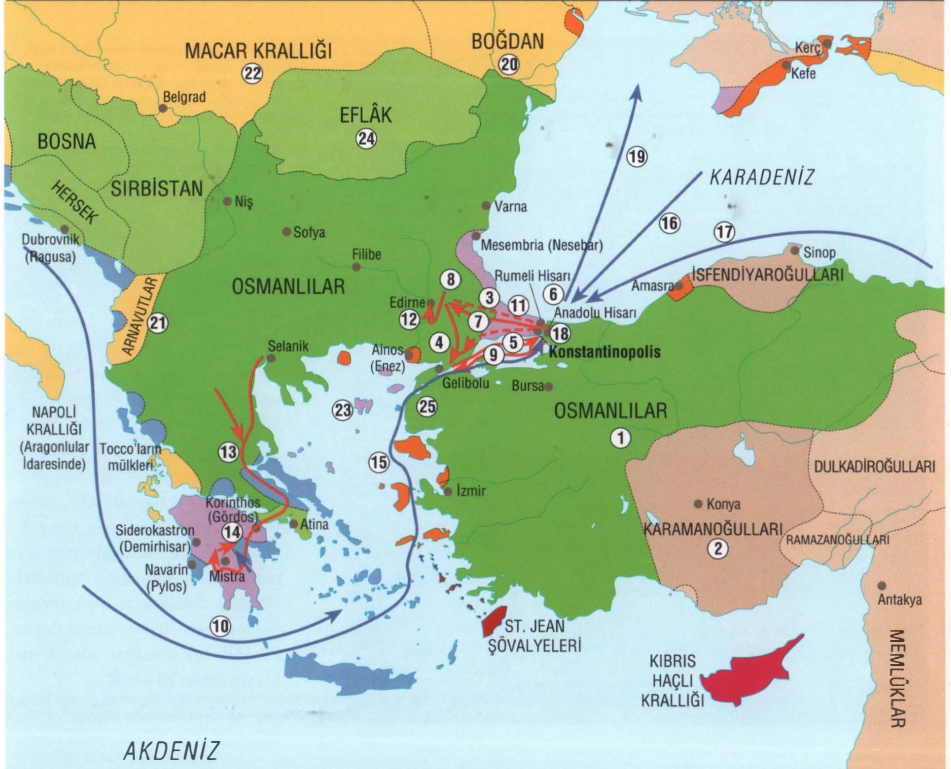 MACAR KRALLIĞI
22
BOĞDAN
20
Kerç
Kefe
Belgrad
EFLÂK
24
BOSNA
HERSEK
SIRBİSTAN
19
KARADENİZ
Niş
Varna
16
17
Dubrovnik
(Ragusa)
Sofya
Mesembria (Nesebar)
Sinop
Filibe
Rumeli Hisarı
İSFENDİYAROĞULLARI
OSMANLILAR
8
6
Amasra
Edirne
3
11
Anadolu Hisarı
ARNAVUTLAR
21
12
7
18
4
5
Konstantinopolis
Selanik
Ainos
(Enez)
9
Gelibolu
Bursa
23
25
OSMANLILAR
1
NAPOLİ
KRALLIĞI
(Aragonlular
İdaresinde)
Tocco'ların
mülkleri
13
15
DULKADİROĞULLARI
İzmir
Konya
Korinthos
(Gördös)
Atina
KARAMANOĞULLARI
2
RAMAZANOĞULLARI
Siderokastron
(Demirhisar)
14
Navarin
(Pylos)
Mistra
Antakya
10
ST. JEAN
ŞÖVALYELERİ
KIBRIS
HAÇLI
KRALLIĞI
MEMLÛKLAR
AKDENİZ